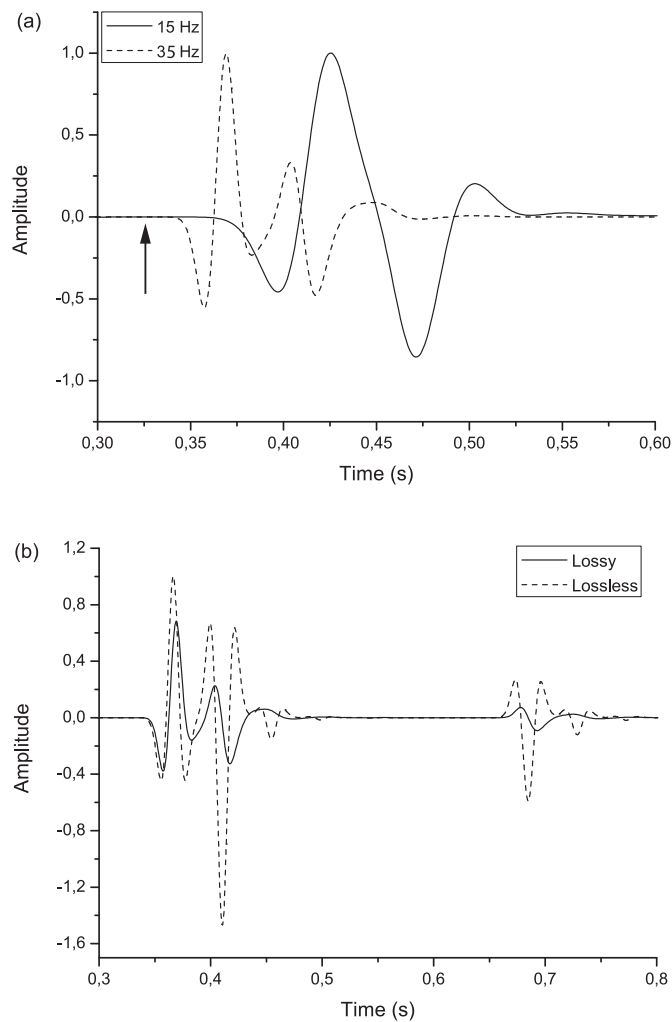 (a)
15 Hz
35 Hz
1,0
0,5
0,0
-0,5
-1,0
Amplitude
0,30 0,35 0,40 0,45 0,50 0,55 0,60
Time (s)
(b)
Lossy
Lossless
1,2
0,8
0,4
0,0
-0,4
-0,8
-1,2
-1,6
Amplitude
0,3 0,4 0,5 0,6 0,7 0,8
Time (s)